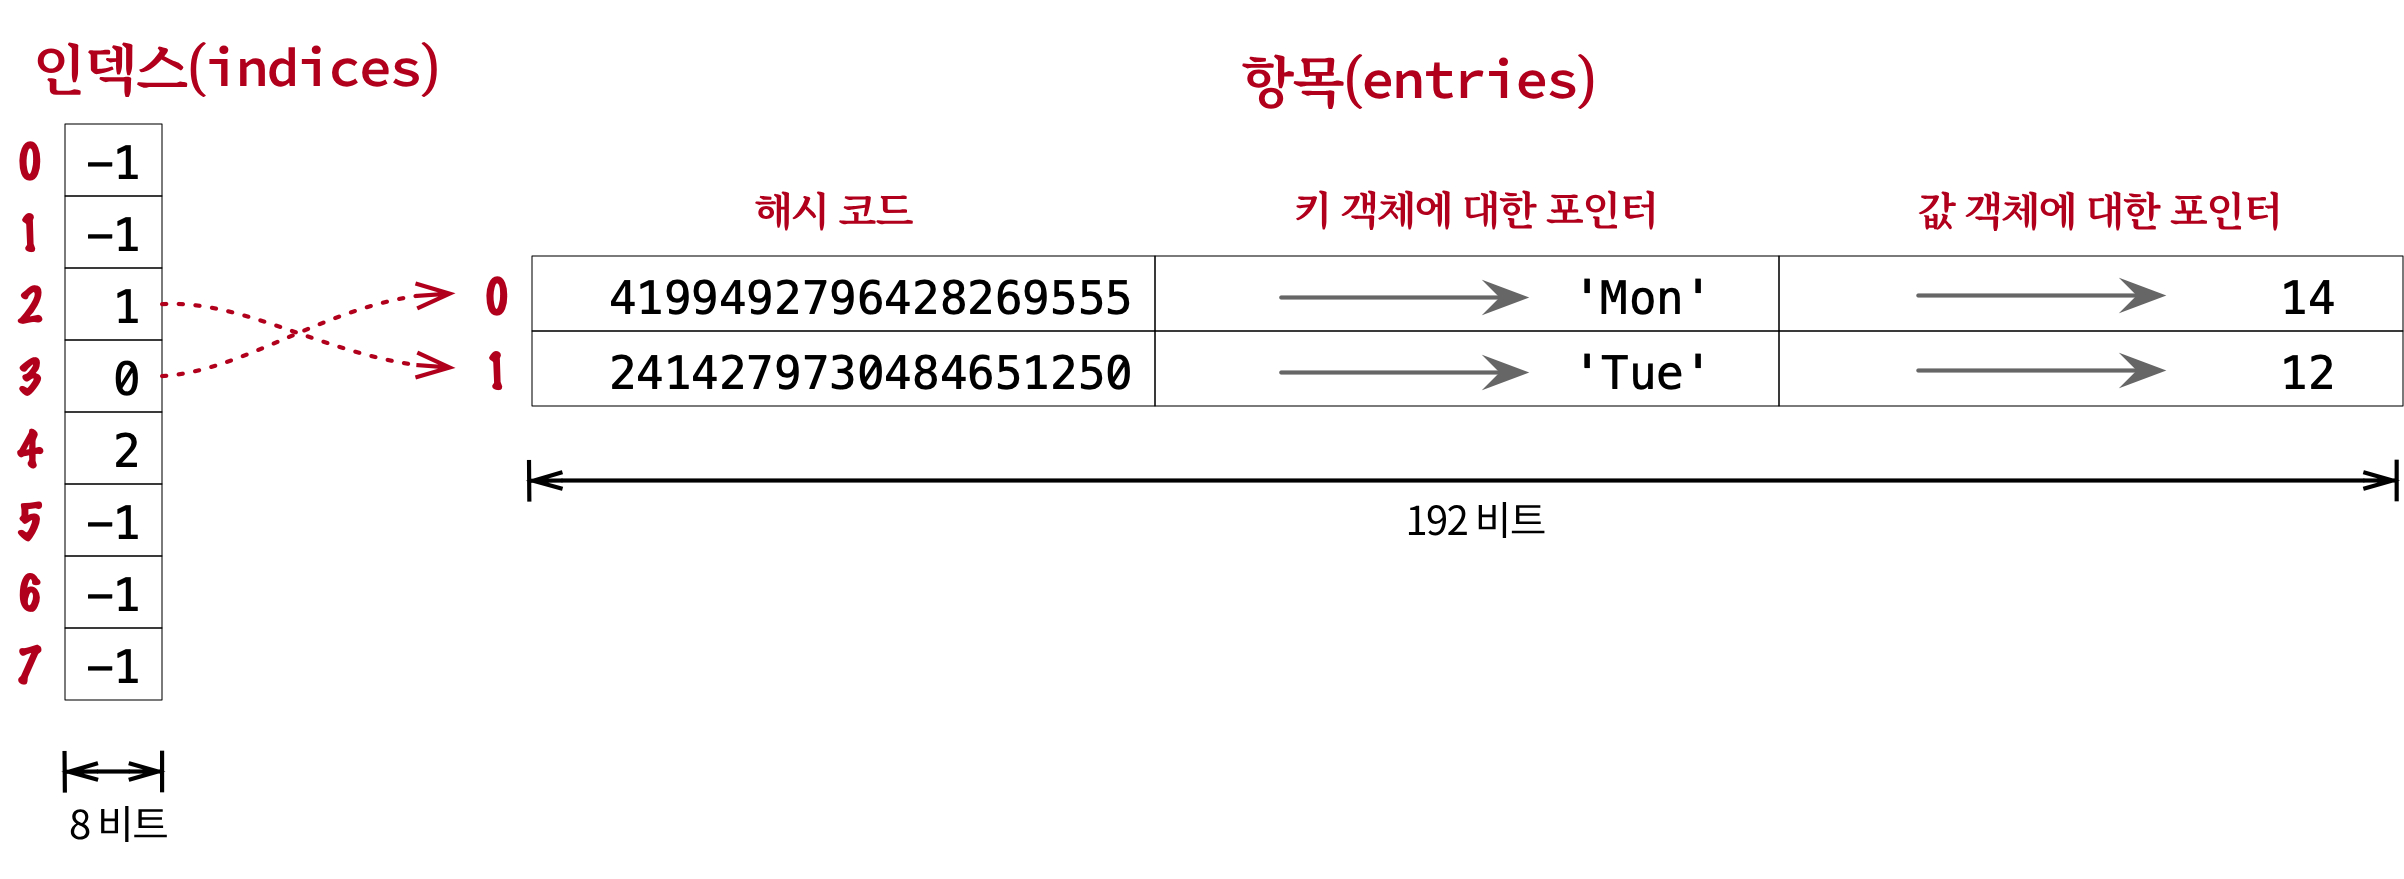 인덱스(indices)
항목(entries)
0 -1
1 -1
2 1
3 0
4 2
5 -1
6 -1
7 -1
8 비트
해시 코드 키 객체에 대한 포인터 값 객체에 대한 포인터
0 4199492796428269555 'Mon' 14
1 2414279730484651250 'Tue' 12
192 비트